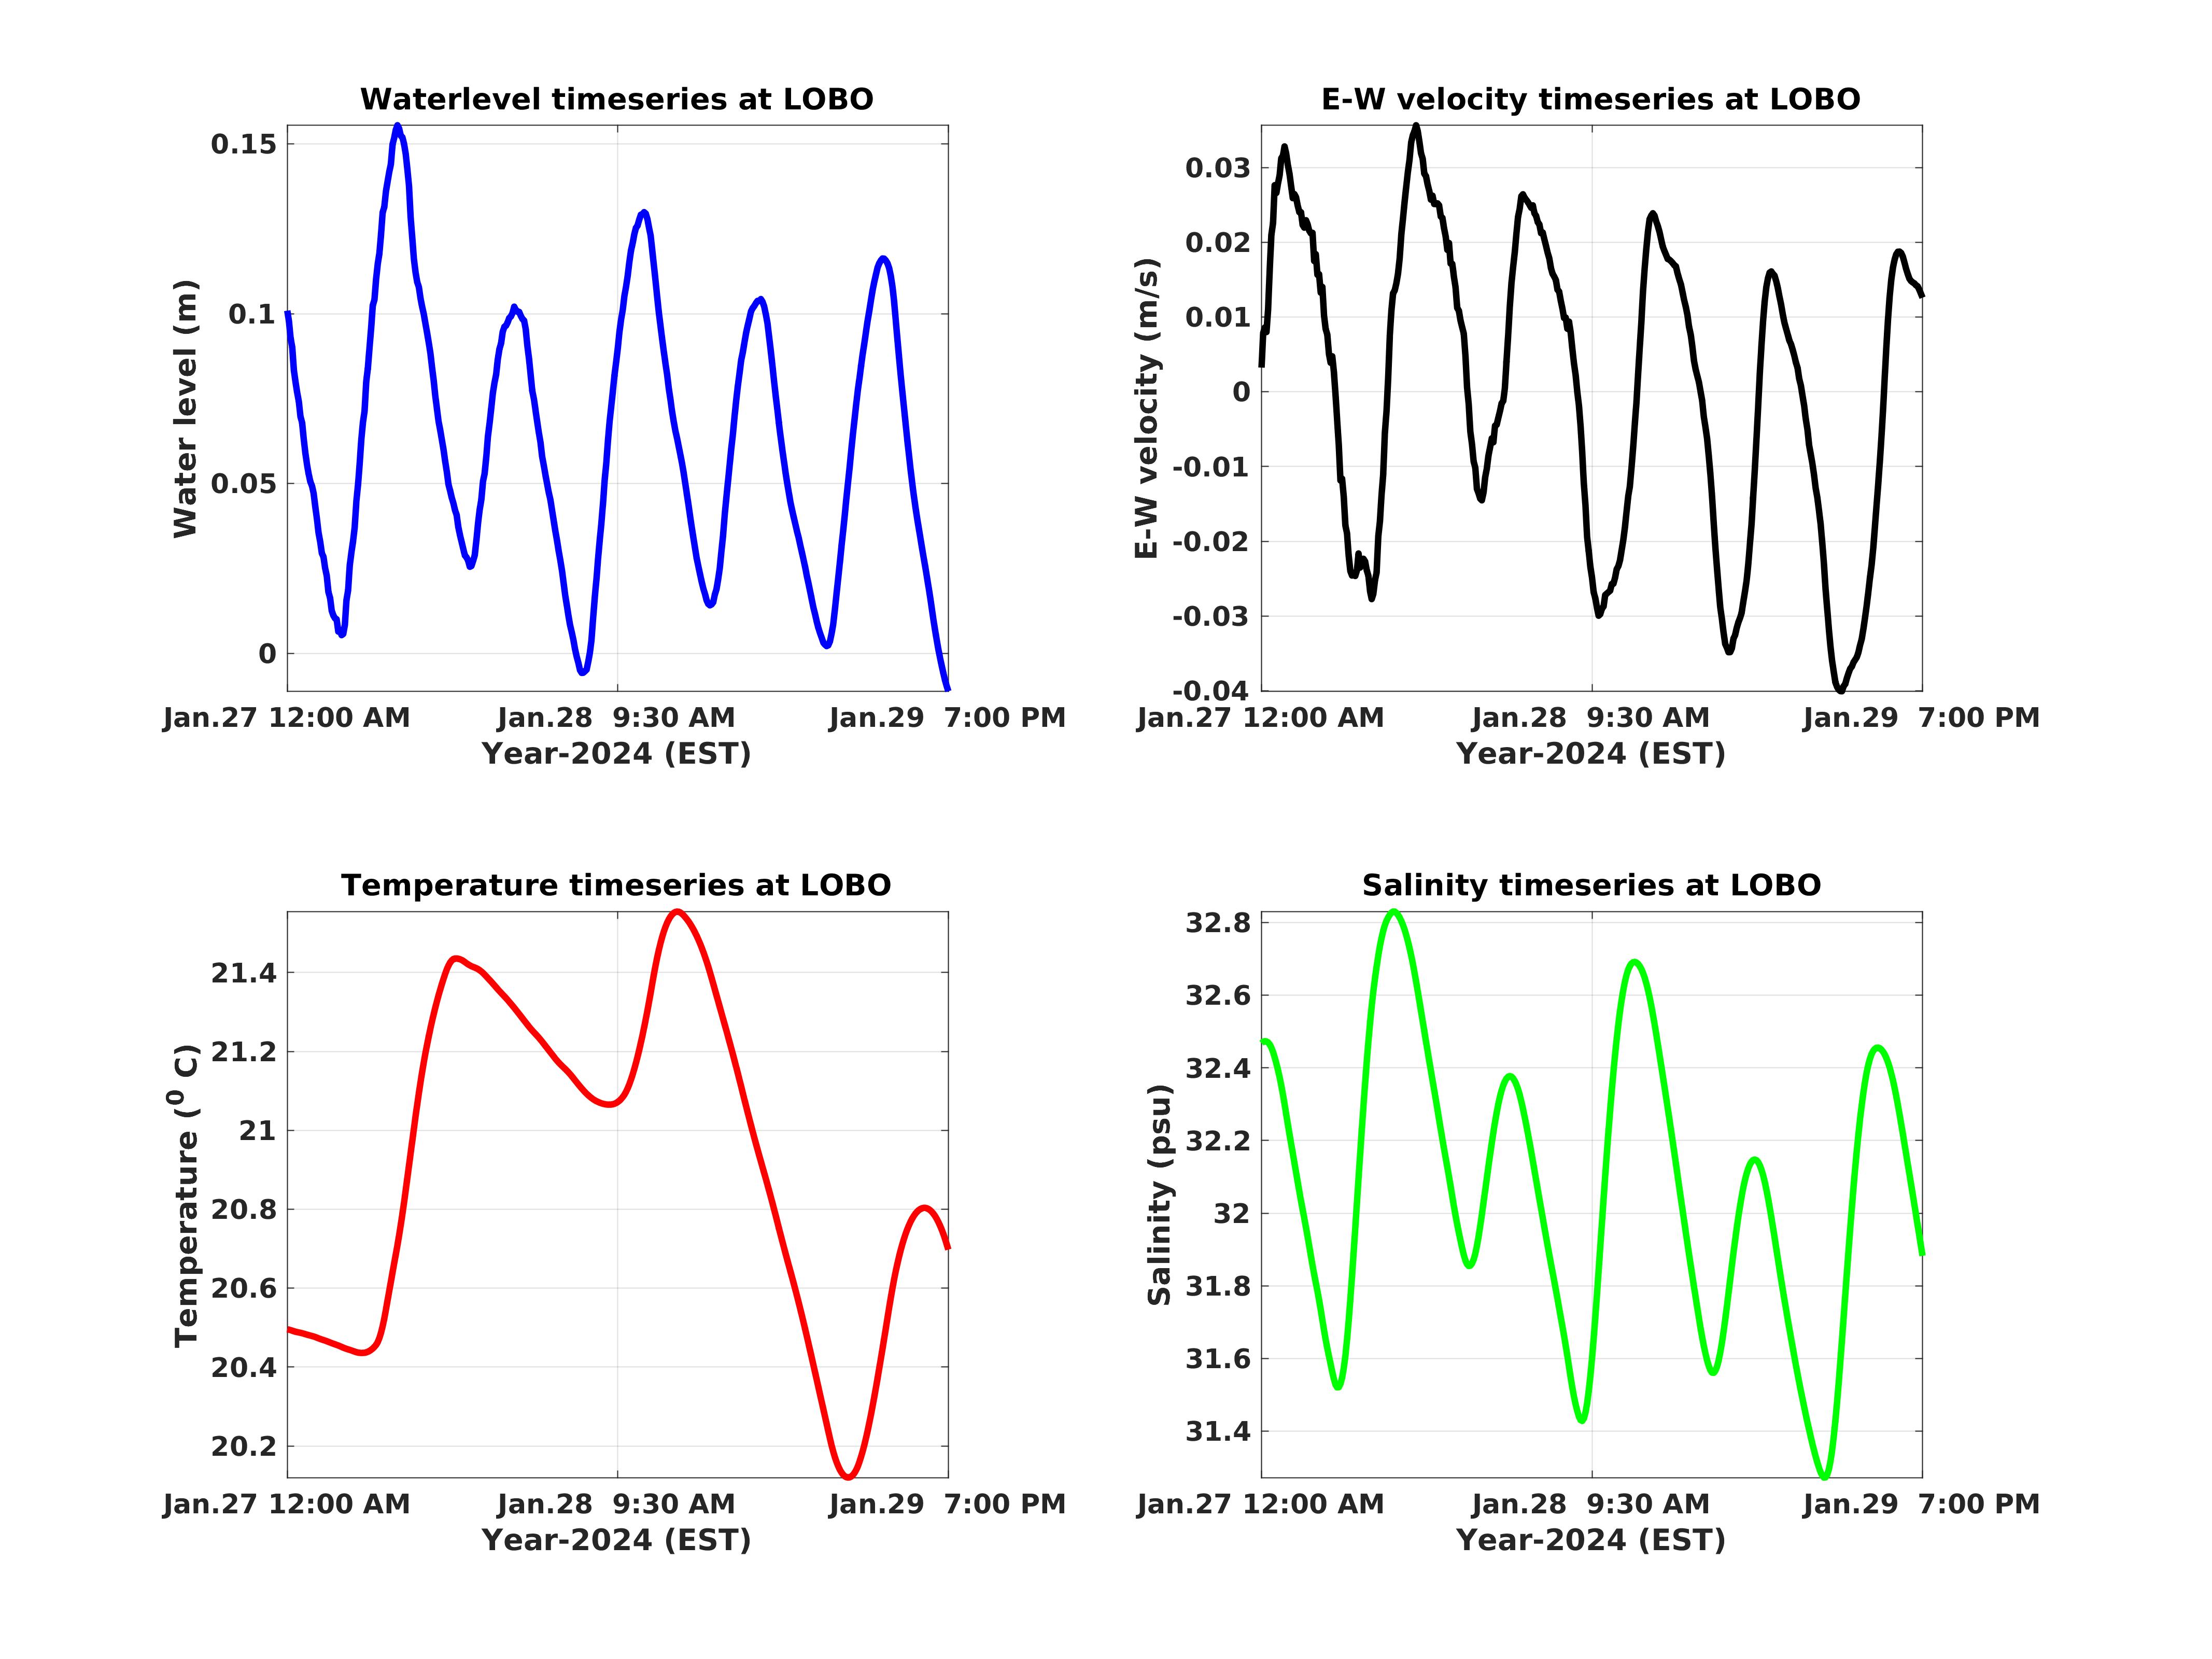 Waterlevel timeseries at LOBO
0.15
0.1
0.05
0
Water level (m)
Jan.27 12:00 AM Jan.28 9:30 AM Jan.29 7:00 PM
Year-2024 (EST)
E-W velocity timeseries at LOBO
0.03
0.02
0.01
0
-0.01
-0.02
-0.03
-0.04
E-W velocity (m/s)
Jan.27 12:00 AM Jan.28 9:30 AM Jan.29 7:00 PM
Year-2024 (EST)
Temperature timeseries at LOBO
21.4
21.2
21
20.8
20.6
20.4
20.2
Temperature (⁰ C)
Jan.27 12:00 AM Jan.28 9:30 AM Jan.29 7:00 PM
Year-2024 (EST)
Salinity timeseries at LOBO
32.8
32.6
32.4
32.2
32
31.8
31.6
31.4
Salinity (psu)
Jan.27 12:00 AM Jan.28 9:30 AM Jan.29 7:00 PM
Year-2024 (EST)